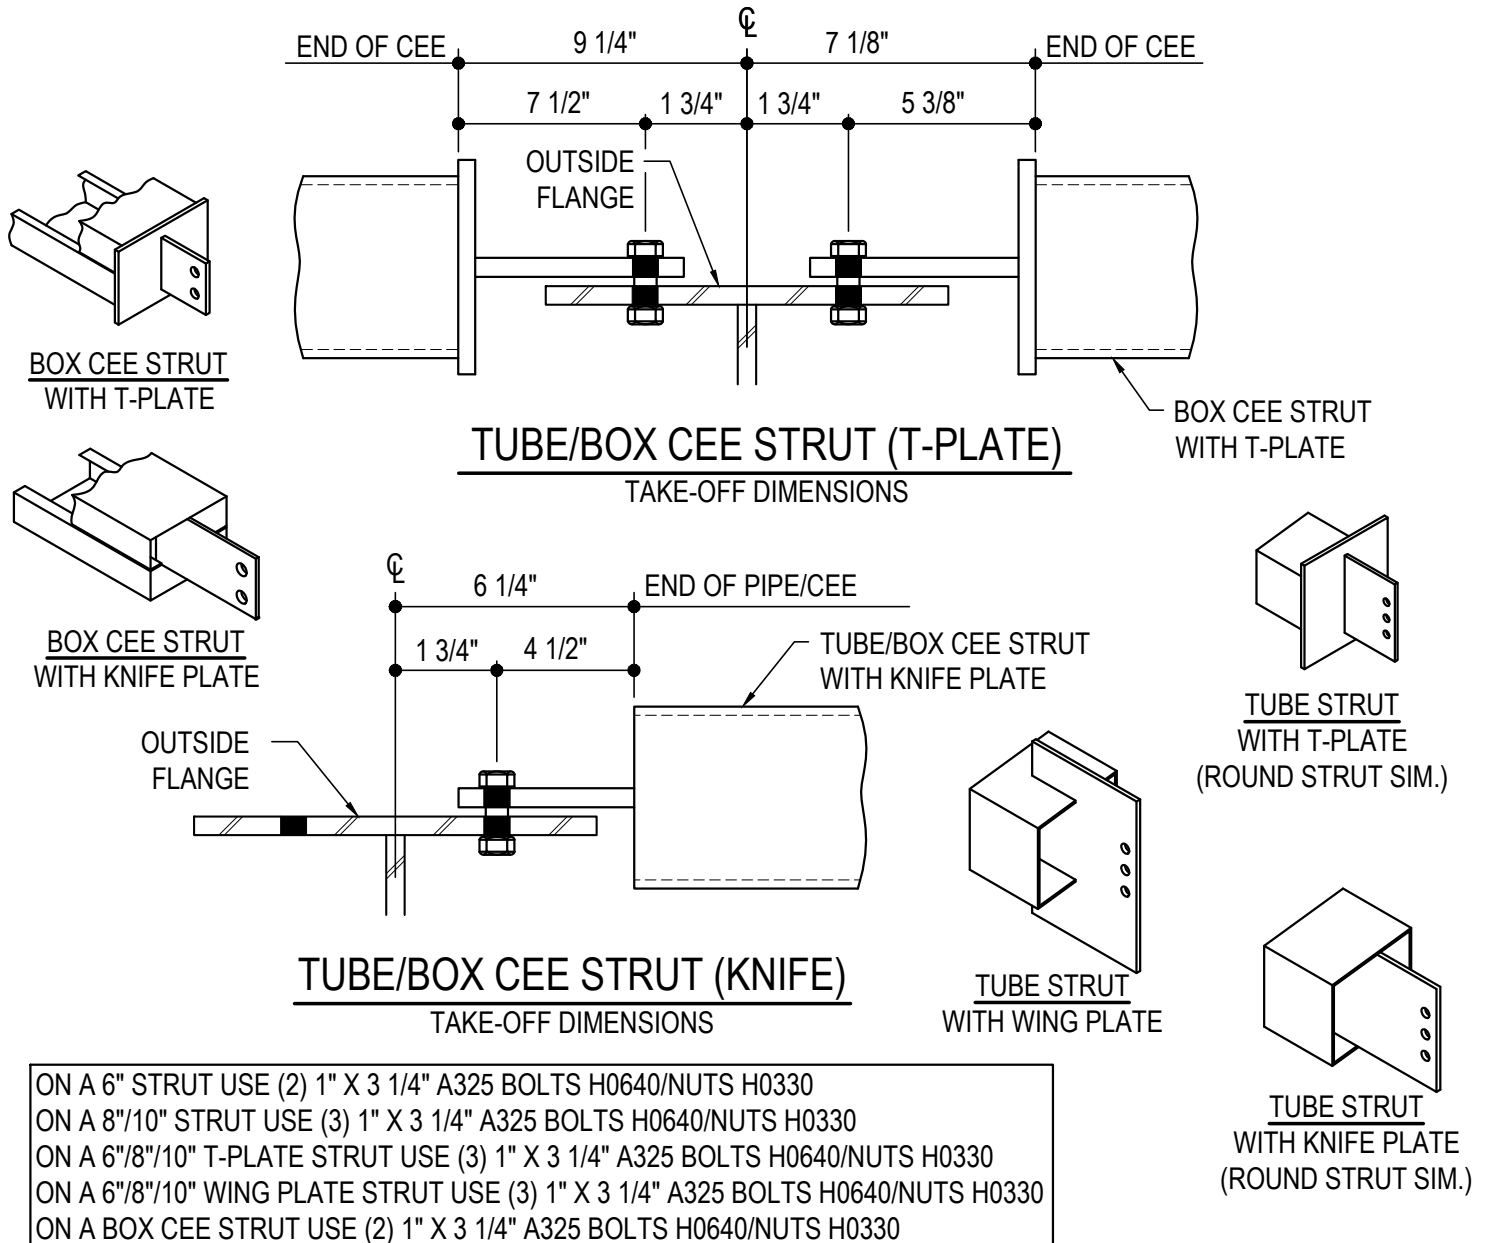 ℄
END OF CEE
9 1/4"
7 1/8"
END OF CEE
7 1/2"
1 3/4"
1 3/4"
5 3/8"
OUTSIDE
FLANGE
BOX CEE STRUT
WITH T-PLATE
BOX CEE STRUT
WITH T-PLATE
TUBE/BOX CEE STRUT (T-PLATE)
TAKE-OFF DIMENSIONS
BOX CEE STRUT
WITH KNIFE PLATE
℄
6 1/4"
END OF PIPE/CEE
1 3/4"
4 1/2"
TUBE/BOX CEE STRUT
WITH KNIFE PLATE
OUTSIDE
FLANGE
TUBE STRUT
WITH T-PLATE
(ROUND STRUT SIM.)
TUBE/BOX CEE STRUT (KNIFE)
TAKE-OFF DIMENSIONS
TUBE STRUT
WITH WING PLATE
TUBE STRUT
WITH KNIFE PLATE
(ROUND STRUT SIM.)
ON A 6" STRUT USE (2) 1" X 3 1/4" A325 BOLTS H0640/NUTS H0330
ON A 8"/10" STRUT USE (3) 1" X 3 1/4" A325 BOLTS H0640/NUTS H0330
ON A 6"/8"/10" T-PLATE STRUT USE (3) 1" X 3 1/4" A325 BOLTS H0640/NUTS H0330
ON A 6"/8"/10" WING PLATE STRUT USE (3) 1" X 3 1/4" A325 BOLTS H0640/NUTS H0330
ON A BOX CEE STRUT USE (2) 1" X 3 1/4" A325 BOLTS H0640/NUTS H0330